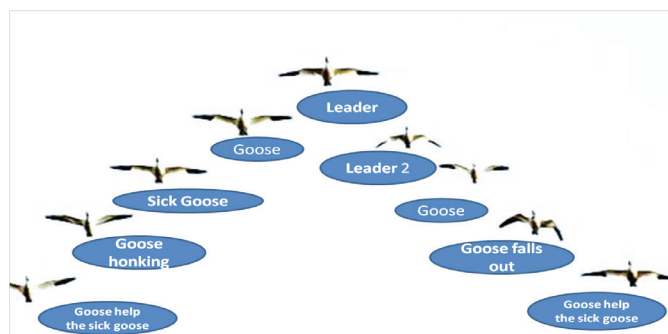 Leader
Goose
Leader 2
Sick Goose
Goose
Goose
honking
Goose falls
out
Goose help
the sick goose
Goose help
the sick goose